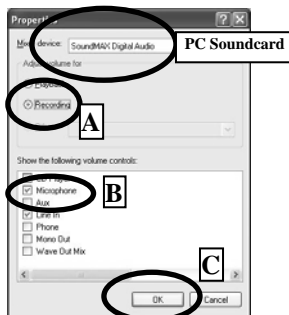 Properties
Mixer device: SoundMAX Digital Audio
PC Soundcard
Adjust volume for
Playback
Recording
A
Show the following volume controls:
CD Player
Microphone
B
Aux
Line In
Phone
Mono Out
Wave Out Mix
C
OK
Cancel